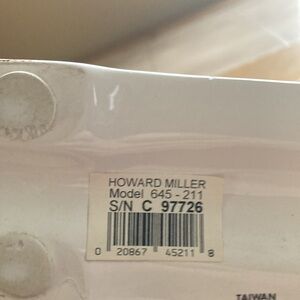 HOWARD MILLER
Model 645 - 211
S/N C 97726
0 20867 45211 8
TAIWAN